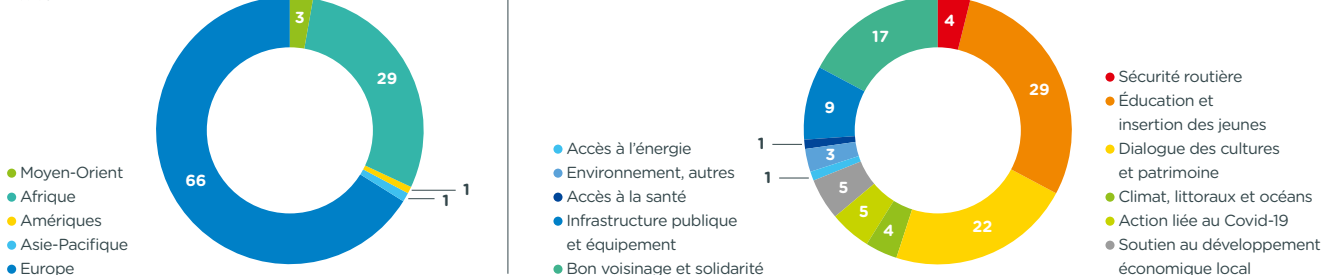 3
29
1
1
66
Moyen-Orient
Afrique
Amériques
Asie-Pacifique
Europe
4
29
22
4
5
5
1
3
1
9
17
Accès à l'énergie
Environnement, autres
Accès à la santé
Infrastructure publique
et équipement
Bon voisinage et solidarité
Sécurité routière
Éducation et
insertion des jeunes
Dialogue des cultures
et patrimoine
Climat, littoraux et océans
Action liée au Covid-19
Soutien au développement
économique local